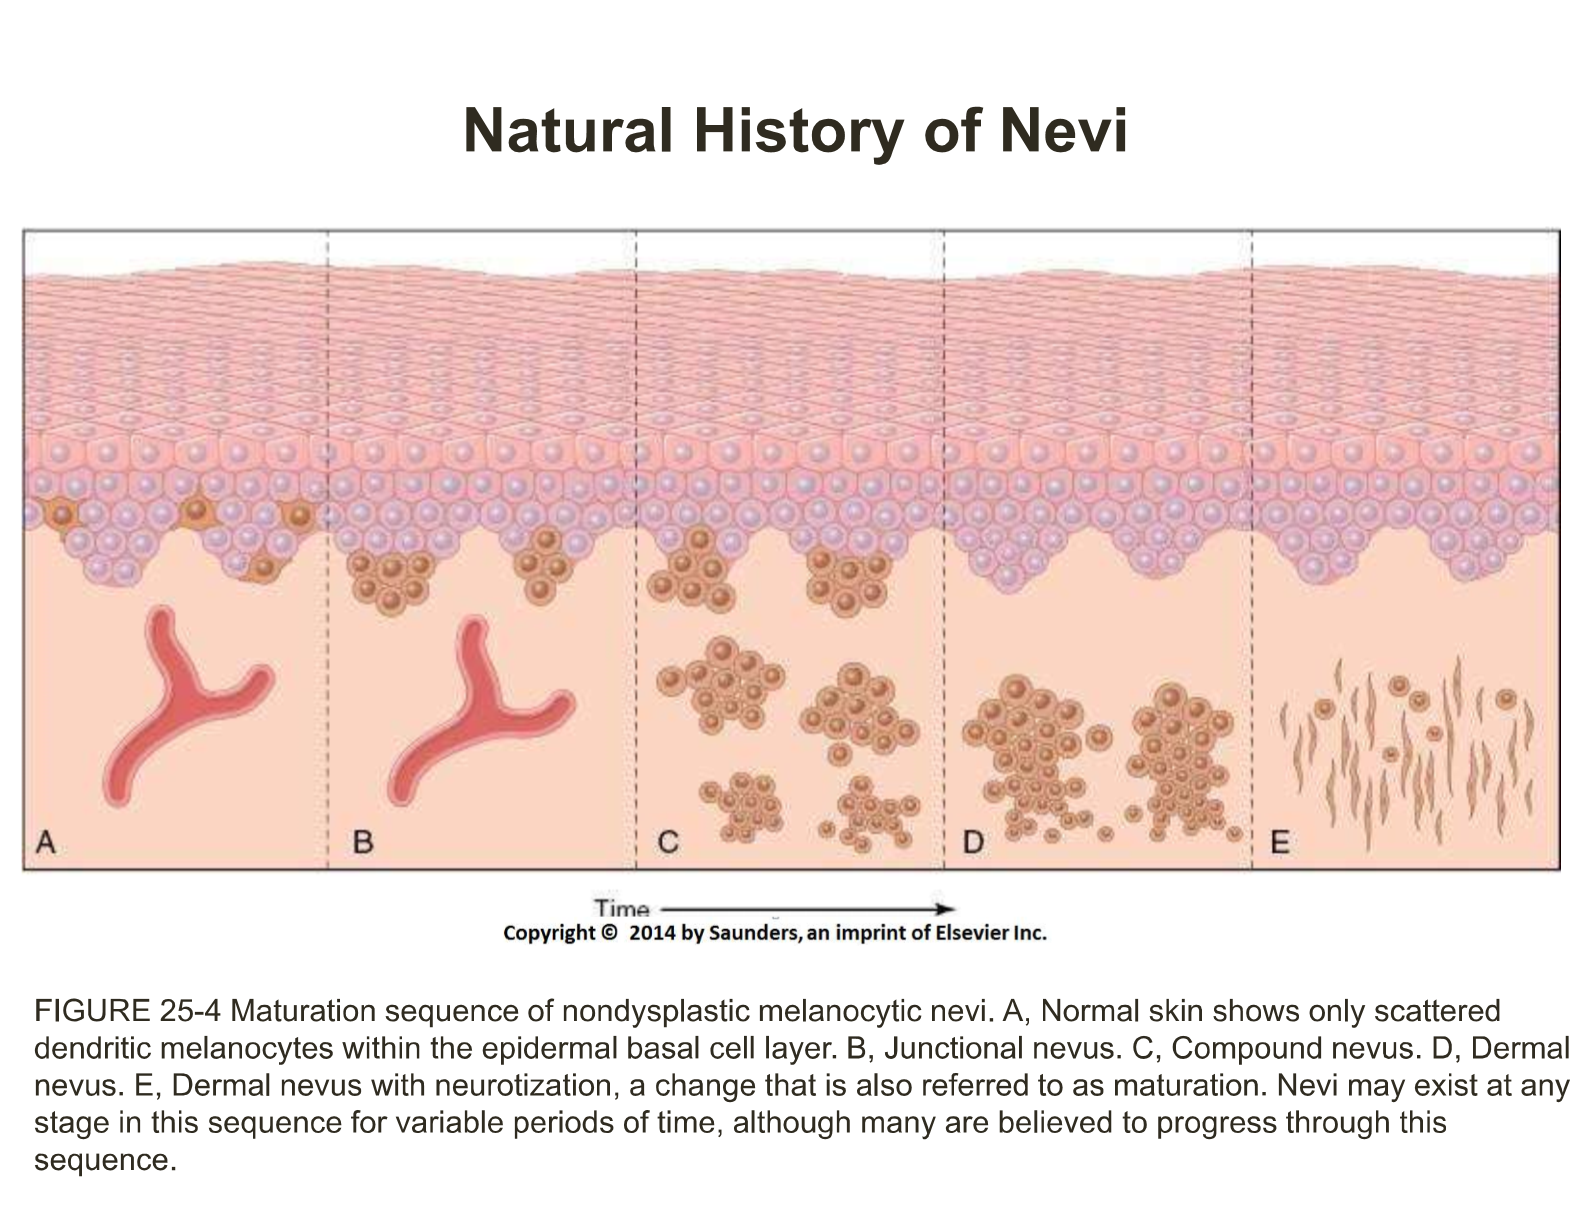 Natural History of Nevi
A
B
C
D
E
Time
Copyright © 2014 by Saunders, an imprint of Elsevier Inc.
FIGURE 25-4 Maturation sequence of nondysplastic melanocytic nevi. A, Normal skin shows only scattered
dendritic melanocytes within the epidermal basal cell layer. B, Junctional nevus. C, Compound nevus. D, Dermal
nevus. E, Dermal nevus with neurotization, a change that is also referred to as maturation. Nevi may exist at any
stage in this sequence for variable periods of time, although many are believed to progress through this
sequence.